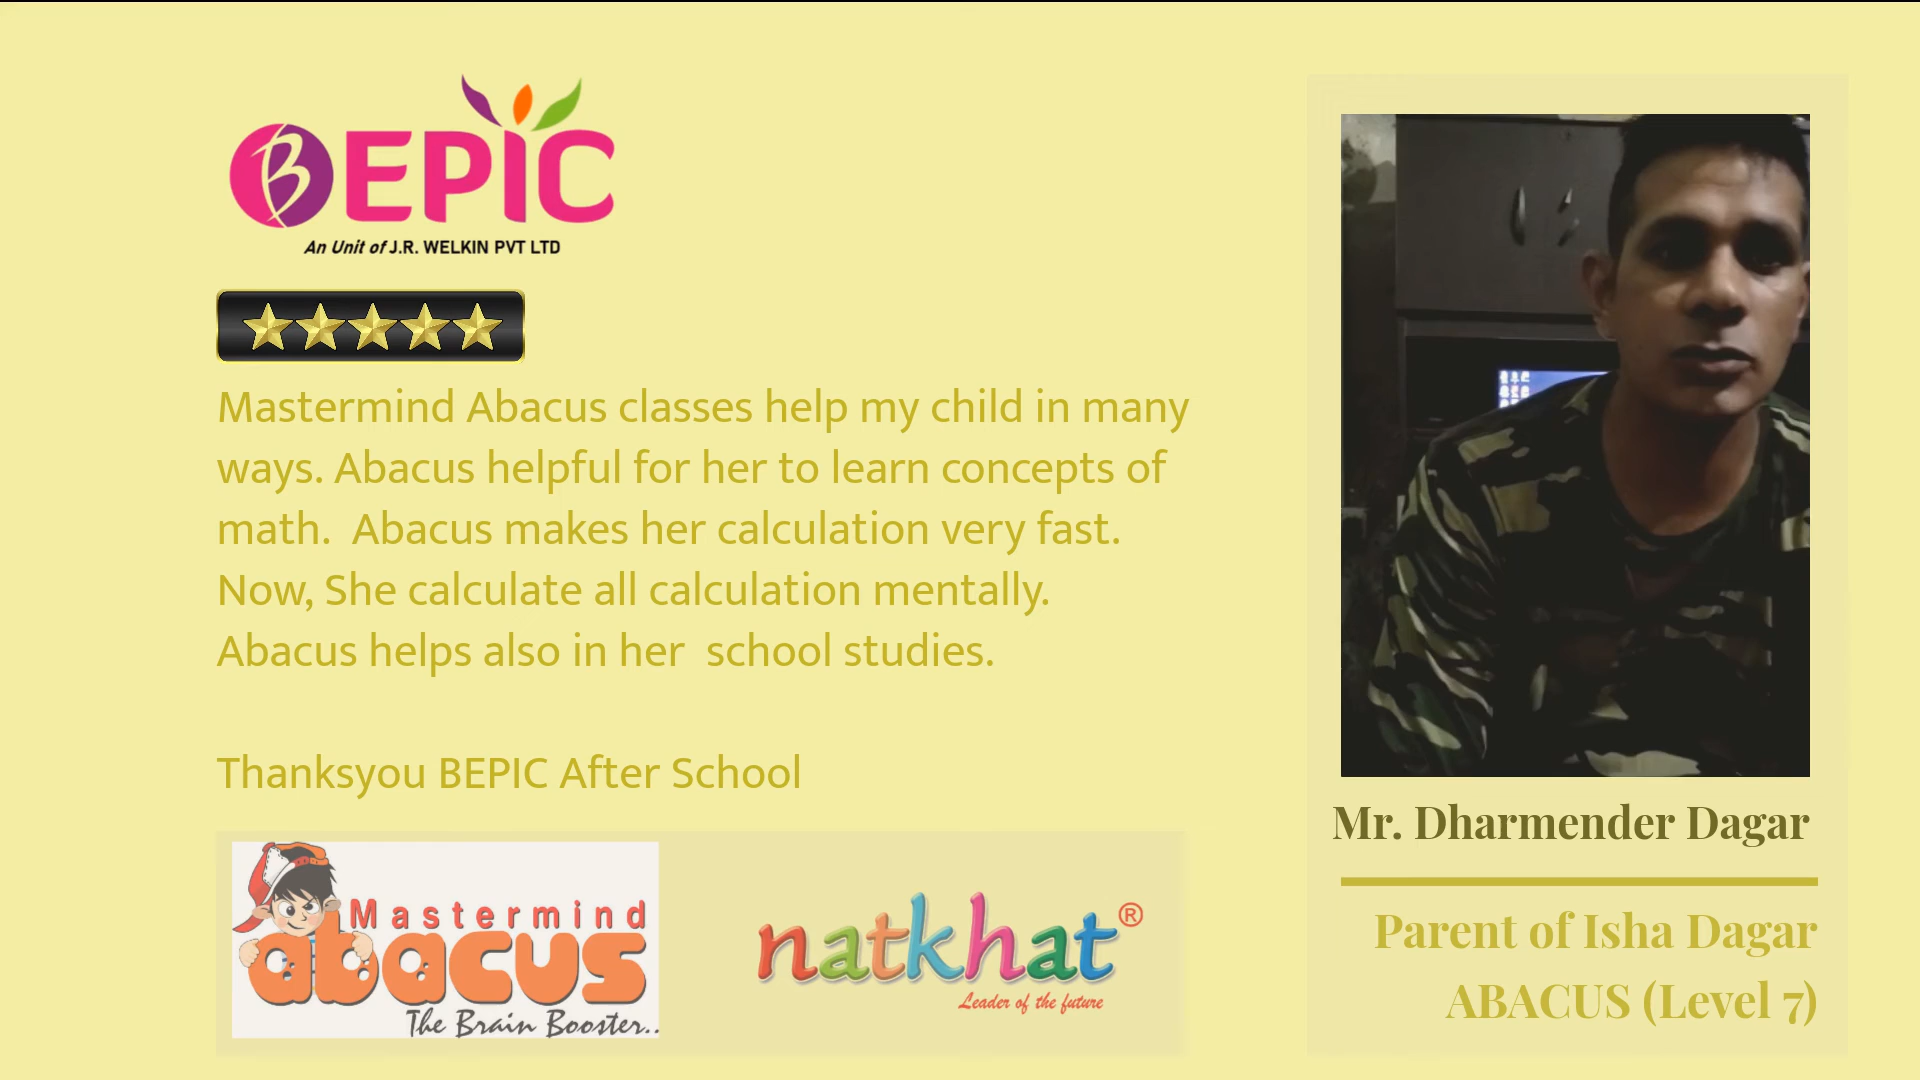 BEPIC
An Unit of J.R. WELKIN PVT LTD
Mastermind Abacus classes help my child in many
ways. Abacus helpful for her to learn concepts of
math.  Abacus makes her calculation very fast.
Now, She calculate all calculation mentally.
Abacus helps also in her  school studies.
Thanksyou BEPIC After School
Mastermind
abacus
The Brain Booster..
natkhat®
Leader of the future
Mr. Dharmender Dagar
Parent of Isha Dagar
ABACUS (Level 7)